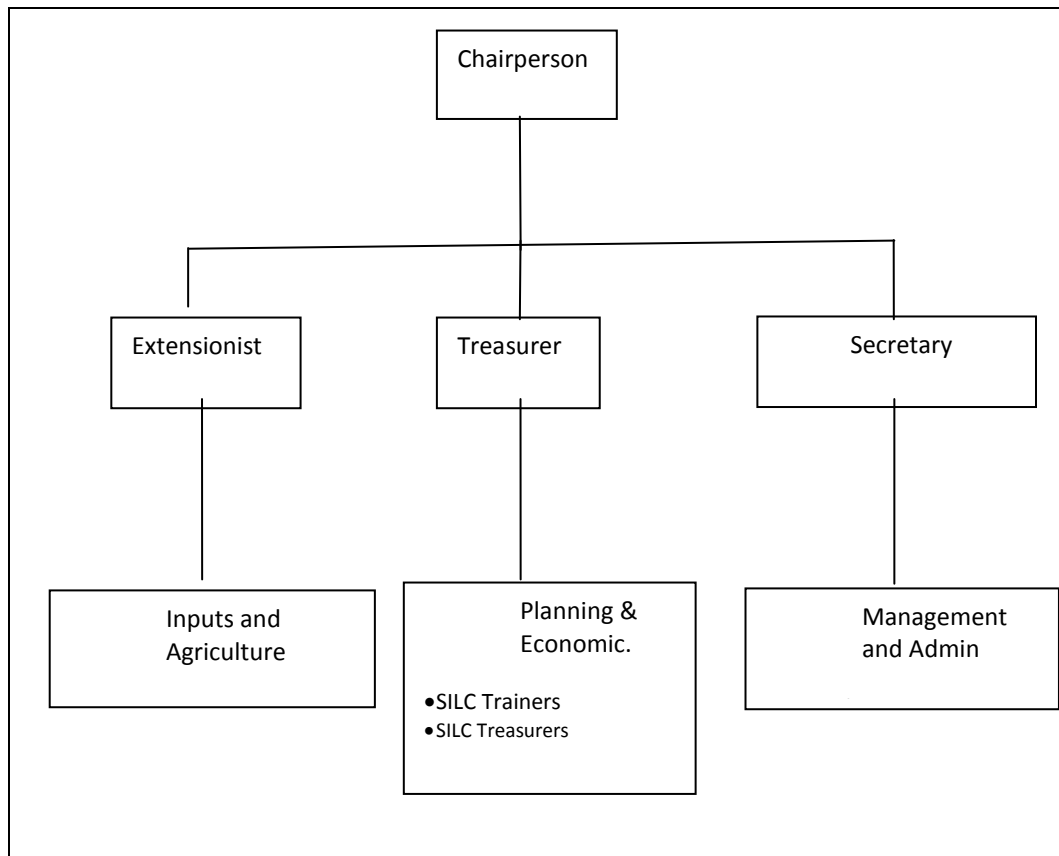 Chairperson
Extensionist
Treasurer
Secretary
Inputs and
Agriculture
Planning &
Economic.
•SILC Trainers
•SILC Treasurers
Management
and Admin